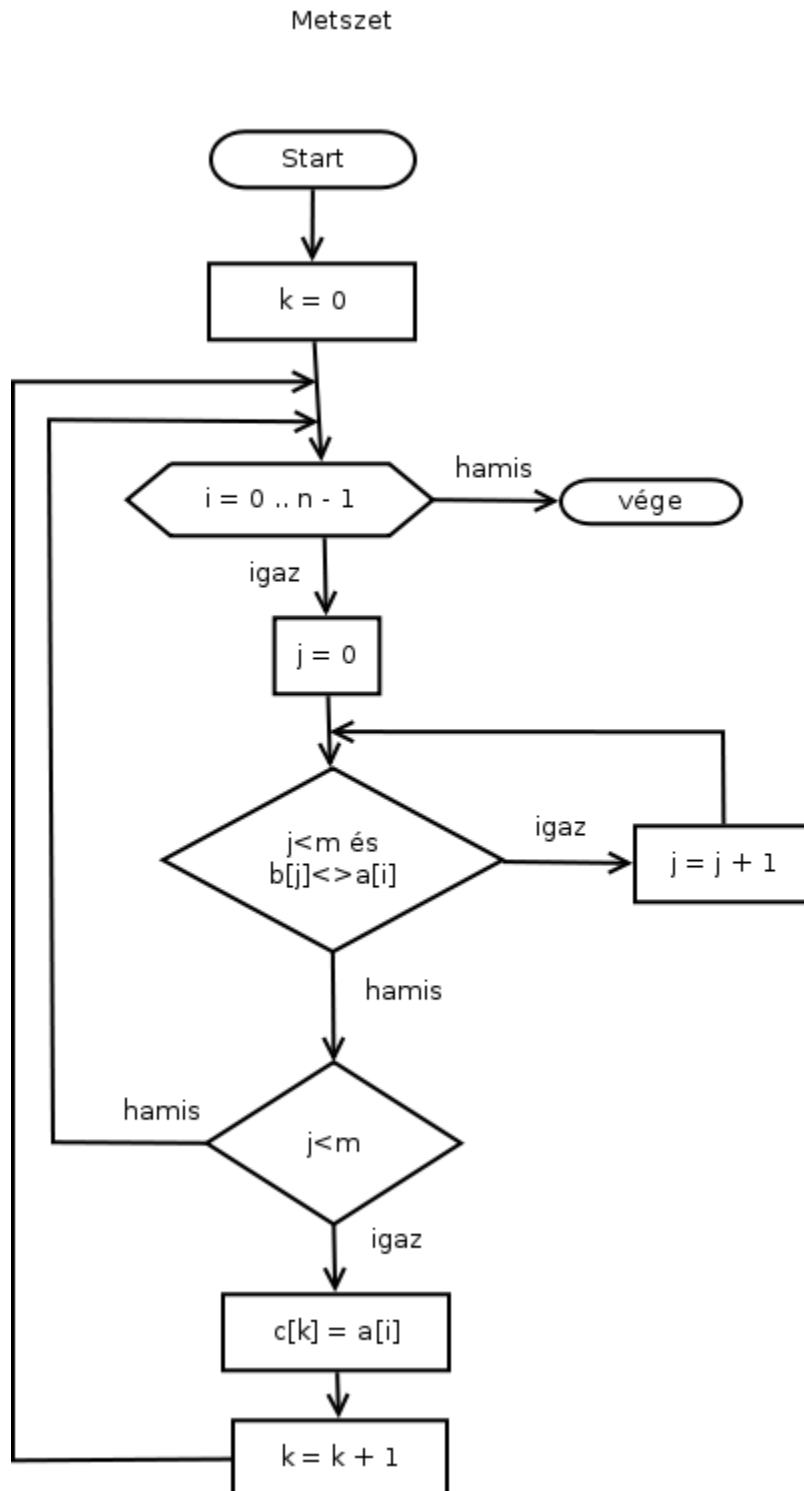 Metszet
Start
k = 0
i = 0 .. n - 1
hamis
vége
igaz
j = 0
j<m és
b[j]<>a[i]
igaz
j = j + 1
hamis
hamis
j<m
igaz
c[k] = a[i]
k = k + 1